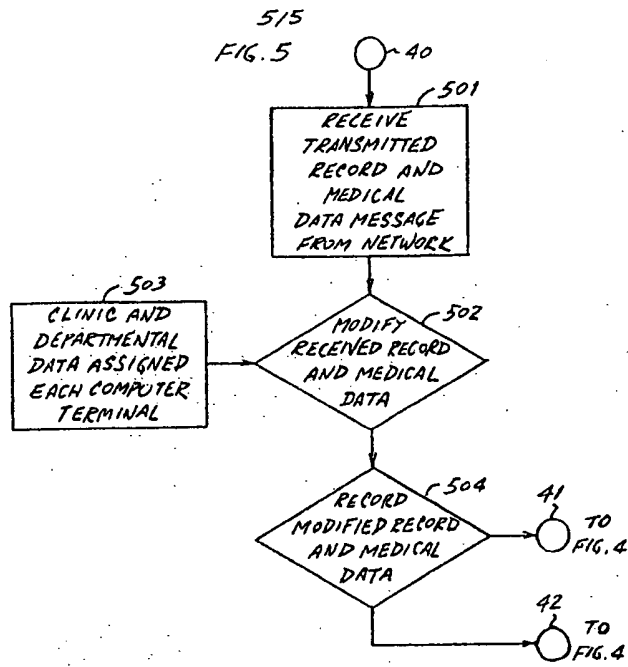 5/5
FIG. 5
40
501
RECEIVE
TRANSMITTED
RECORD AND
MEDICAL
DATA MESSAGE
FROM NETWORK
503
CLINIC AND
DEPARTMENTAL
DATA ASSIGNED
EACH COMPUTER
TERMINAL
502
MODIFY
RECEIVED RECORD
AND MEDICAL
DATA
504
RECORD
MODIFIED RECORD
AND MEDICAL
DATA
41
TO
FIG. 4
42
TO
FIG. 4